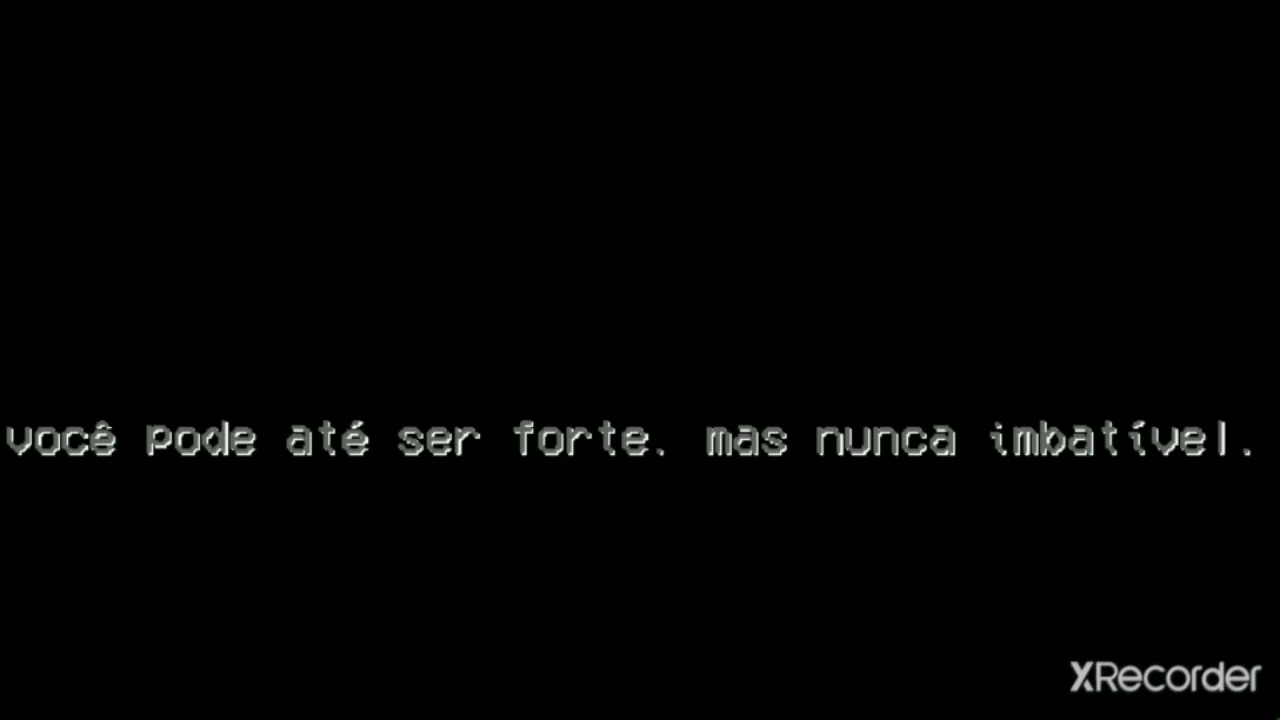 você pode até ser forte. mas nunca imbatível.
XRecorder